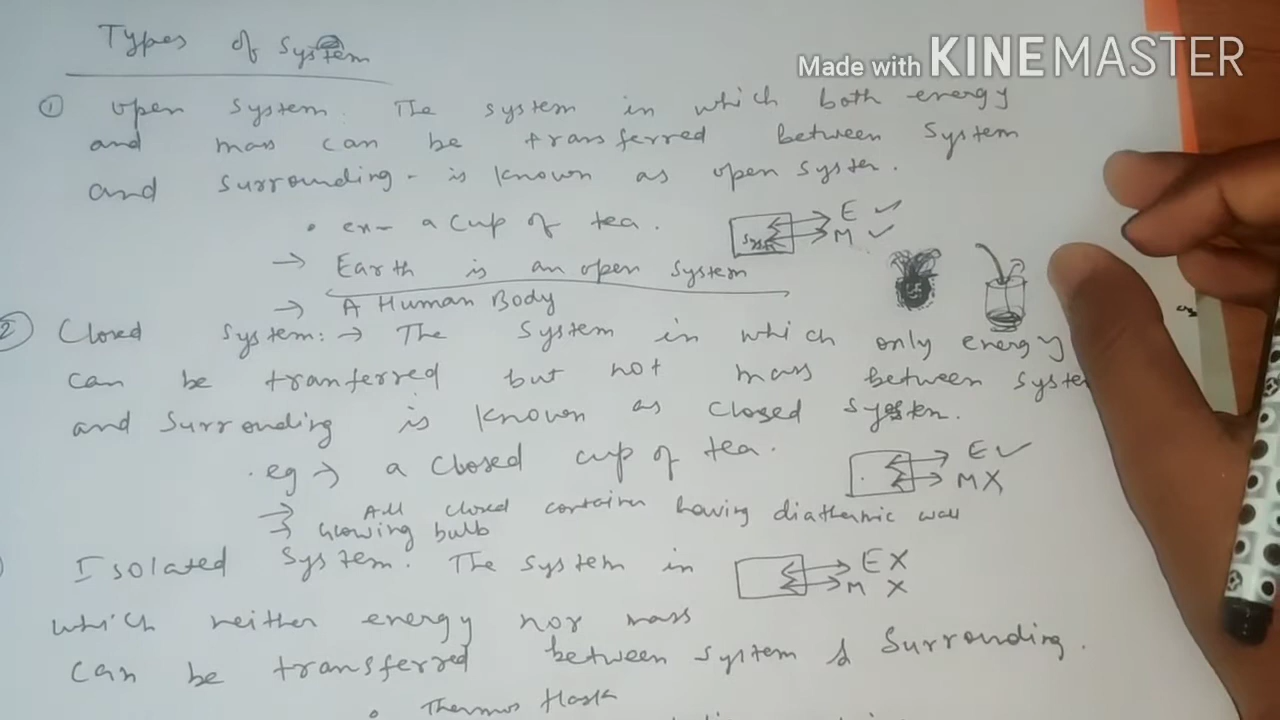 Types of System
Made with KINEMASTER
① open system: The system in which both energy
and mass can be transferred between System
and surrounding - is known as open system.
• ex- a cup of tea.
Syst
E ✓
M ✓
→ Earth is an open system
→ A Human Body
② Closed system: → The System in which only energy
can be tranferred but not mass between system
and surrounding is known as closed system.
eg → a closed cup of tea.
E ✓
M X
→ All closed container having diathermic wall
→ Glowing bulb
Isolated System. The system in
E X
M X
which neither energy nor mass
can be transferred between system & Surrounding.
• Thermos flask